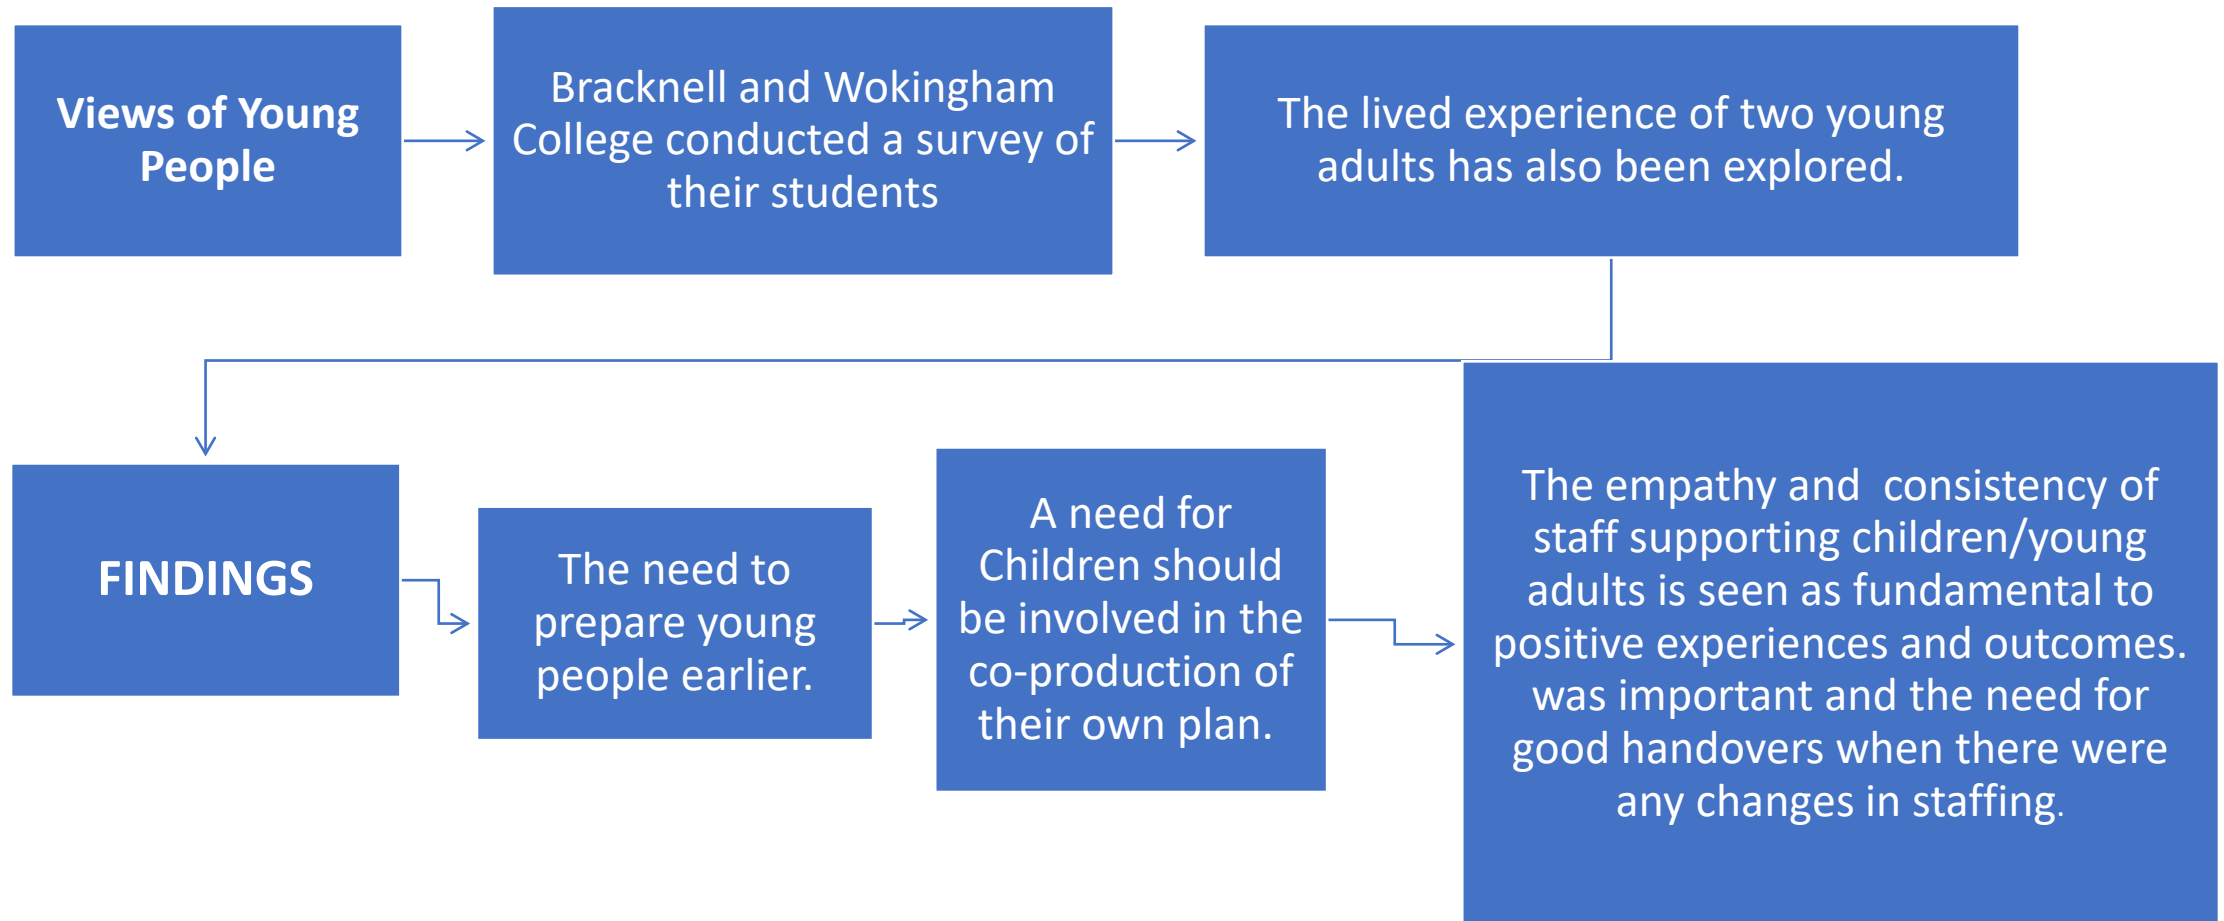 Views of Young
People
Bracknell and Wokingham
College conducted a survey of
their students
The lived experience of two young
adults has also been explored.
FINDINGS
The need to
prepare young
people earlier.
A need for
Children should
be involved in the
co-production of
their own plan.
The empathy and  consistency of
staff supporting children/young
adults is seen as fundamental to
positive experiences and outcomes.
was important and the need for
good handovers when there were
any changes in staffing.